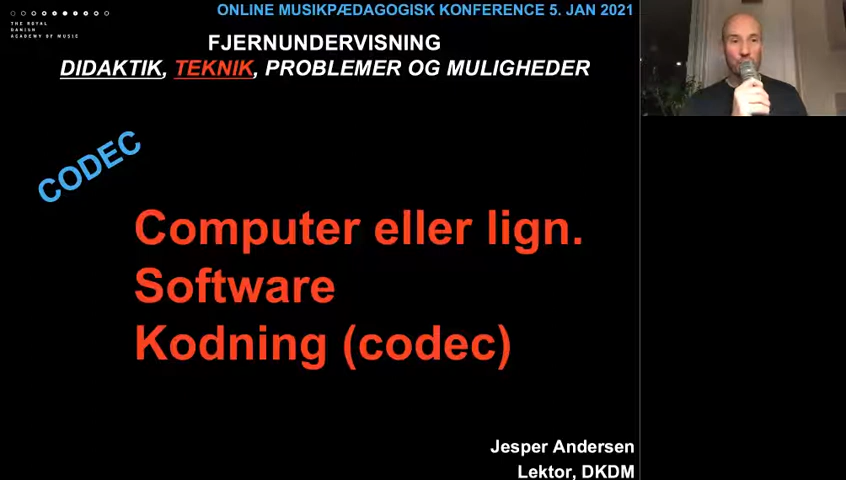 ONLINE MUSIKPÆDAGOGISK KONFERENCE 5. JAN 2021
THE ROYAL
DANISH
ACADEMY OF MUSIC
FJERNUNDERVISNING
DIDAKTIK, TEKNIK, PROBLEMER OG MULIGHEDER
CODEC
Computer eller lign.
Software
Kodning (codec)
Jesper Andersen
Lektor, DKDM